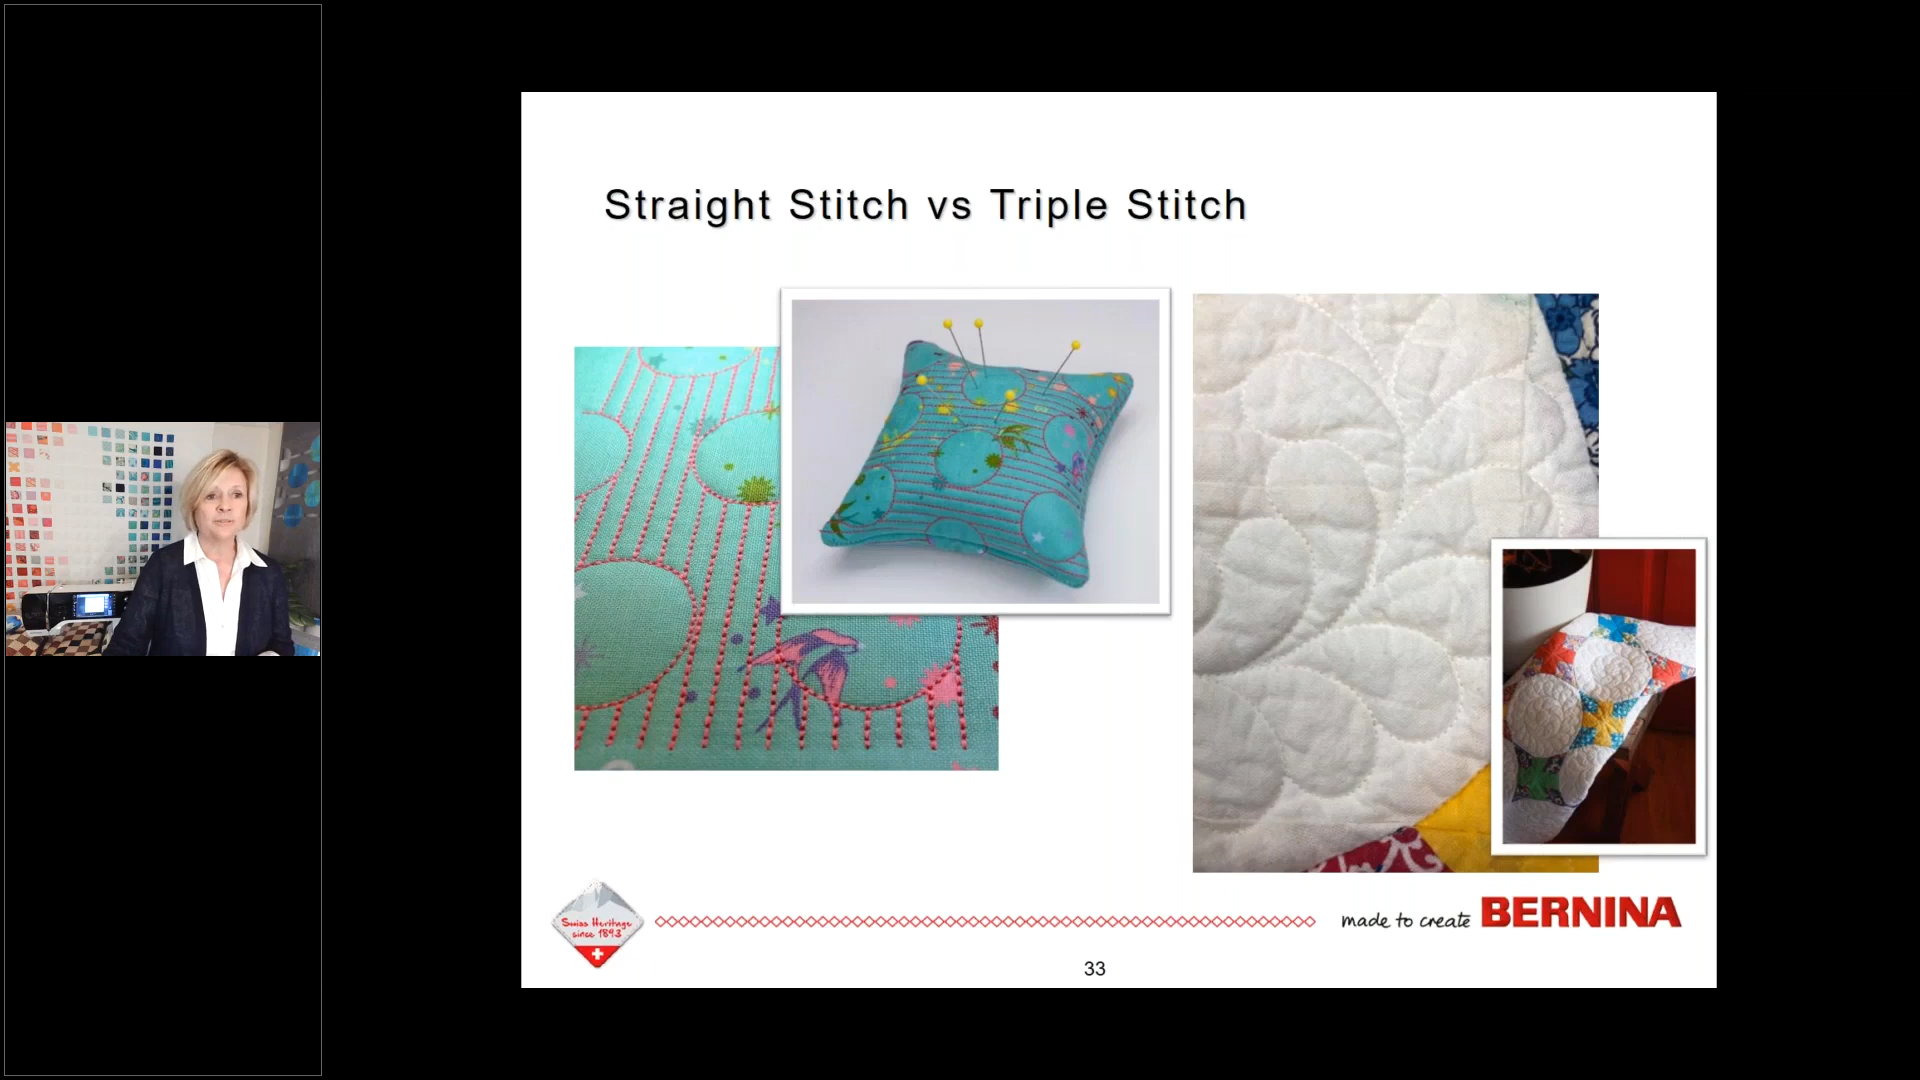 Straight Stitch vs Triple Stitch
Swiss Heritage
since 1893
made to create BERNINA
33